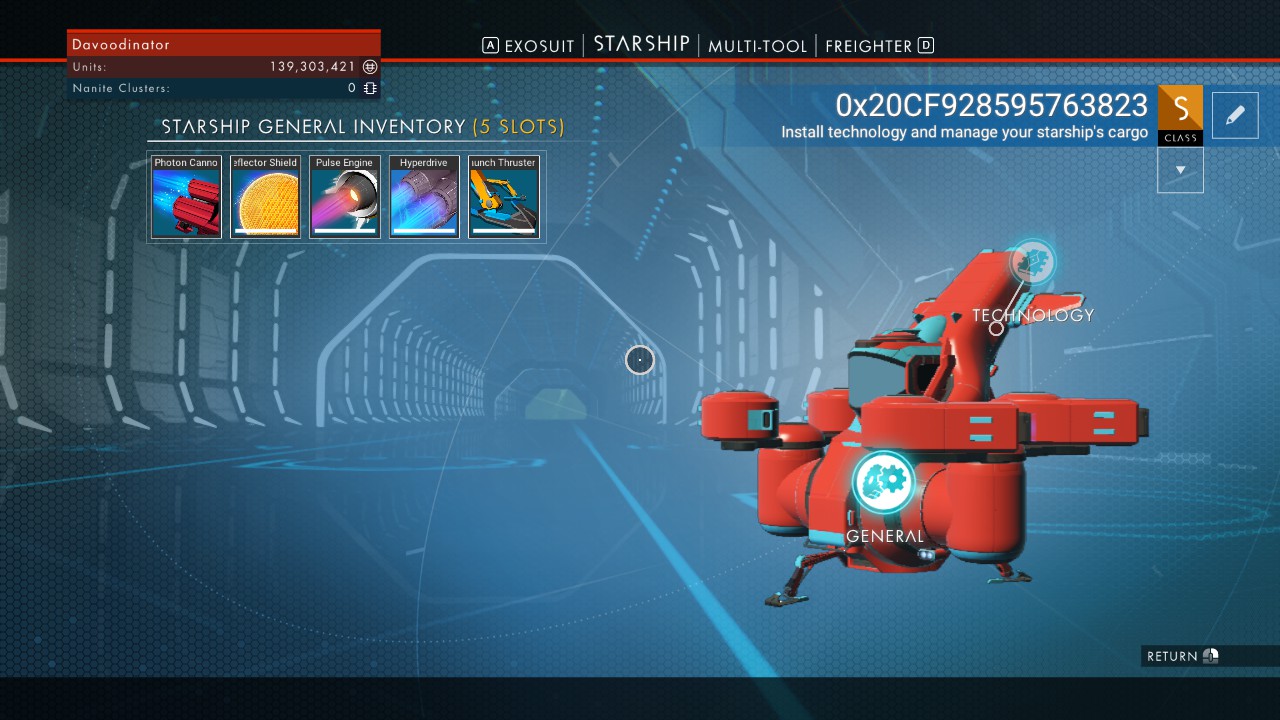 Davoodinator
Units: 139,303,421
Nanite Clusters: 0
A EXOSUIT STARSHIP MULTI-TOOL FREIGHTER D
0x20CF928595763823
Install technology and manage your starship's cargo
S
CLASS
STARSHIP GENERAL INVENTORY (5 SLOTS)
Photon Canno eflector Shield Pulse Engine Hyperdrive unch Thruster
TECHNOLOGY
GENERAL
RETURN